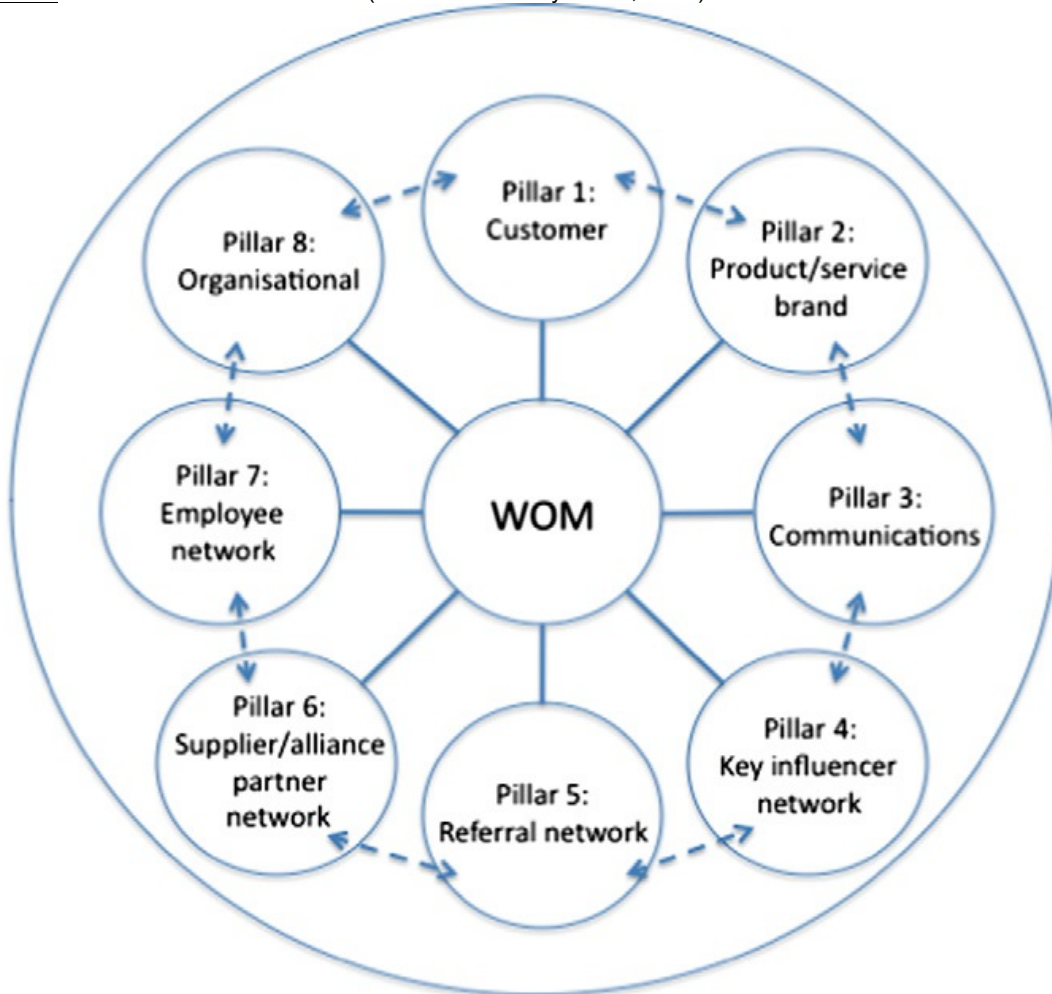 Pillar 1:
Customer
Pillar 2:
Product/service
brand
Pillar 3:
Communications
Pillar 4:
Key influencer
network
Pillar 5:
Referral network
Pillar 6:
Supplier/alliance
partner
network
Pillar 7:
Employee
network
Pillar 8:
Organisational
WOM